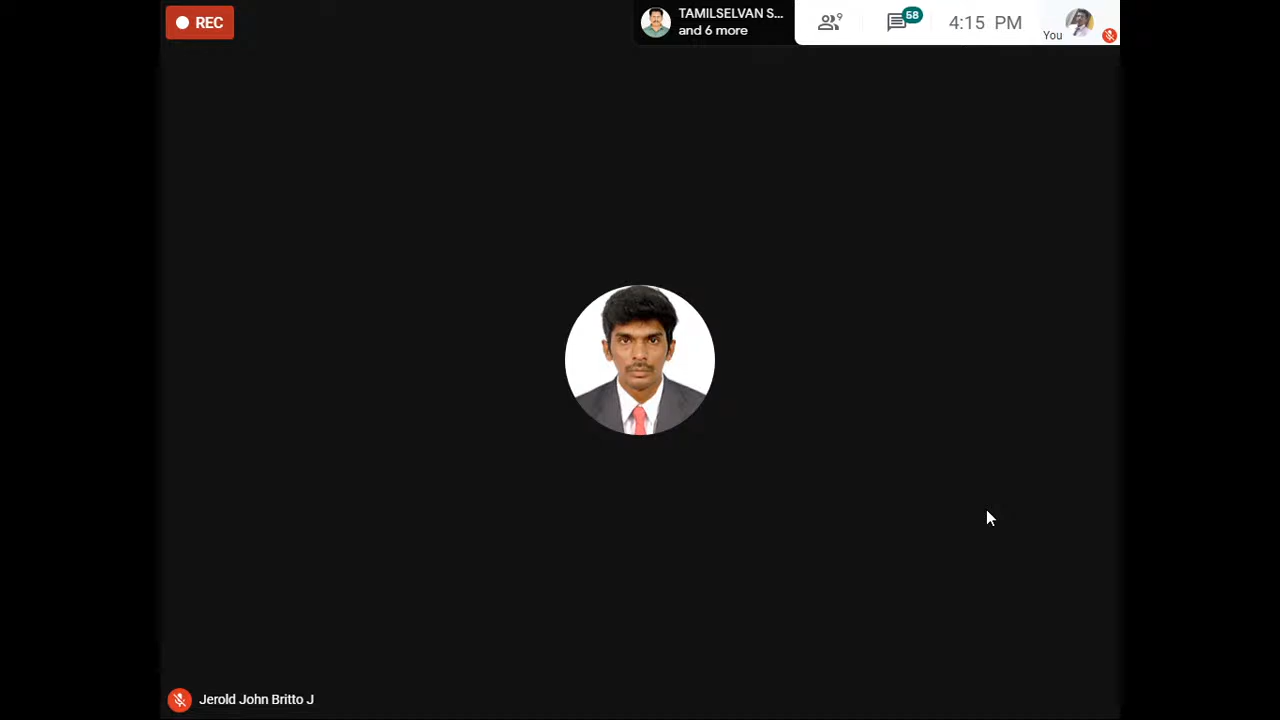 REC
TAMILSELVAN S...
and 6 more
9
58
4:15 PM
You
Jerold John Britto J